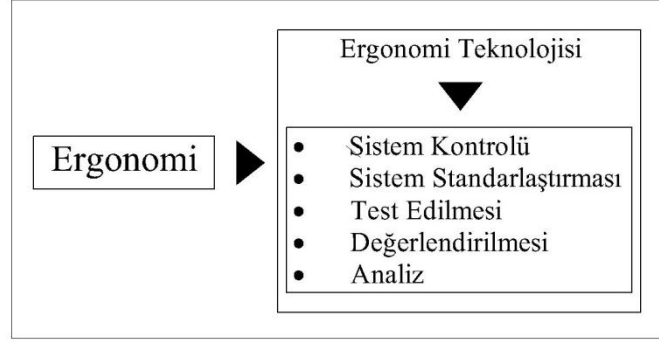 Ergonomi
Ergonomi Teknolojisi
• Sistem Kontrolü
• Sistem Standarlaştırması
• Test Edilmesi
• Değerlendirilmesi
• Analiz